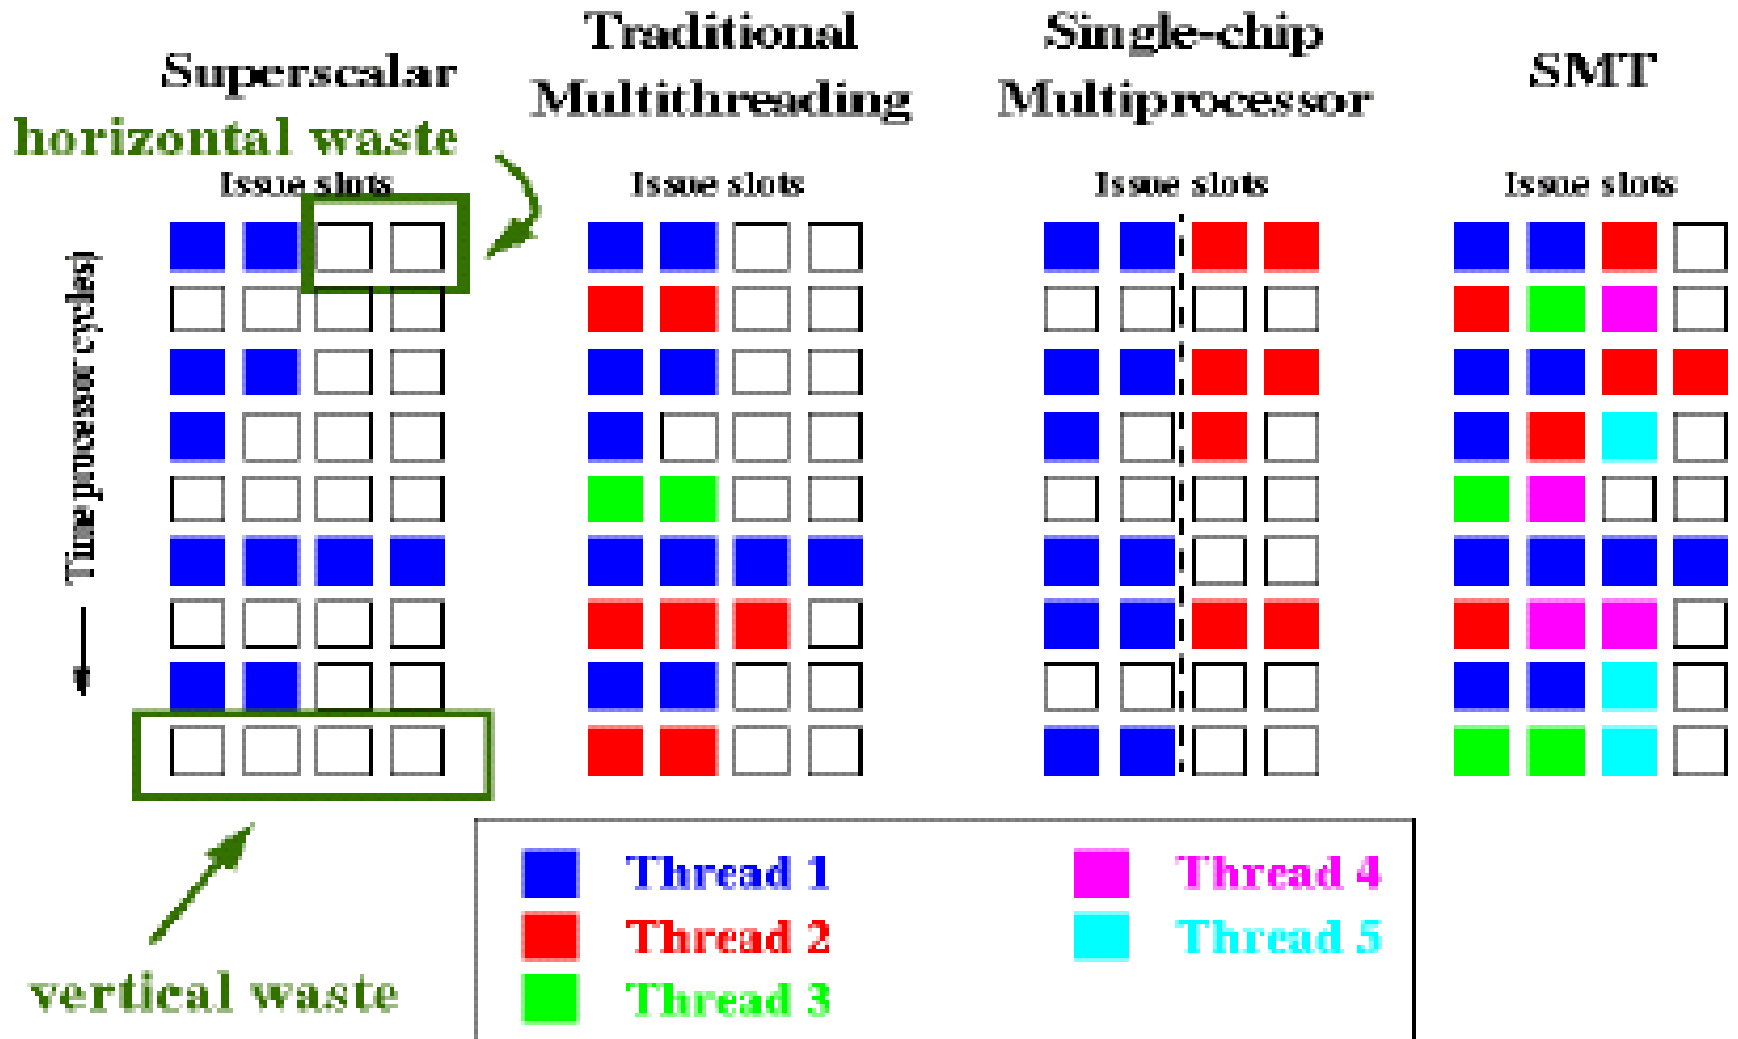 Superscalar
horizontal waste
Issue slots
Traditional
Multithreading
Issue slots
Single-chip
Multiprocessor
Issue slots
SMT
Issue slots
Time processor cycles)
vertical waste
Thread 1
Thread 2
Thread 3
Thread 4
Thread 5